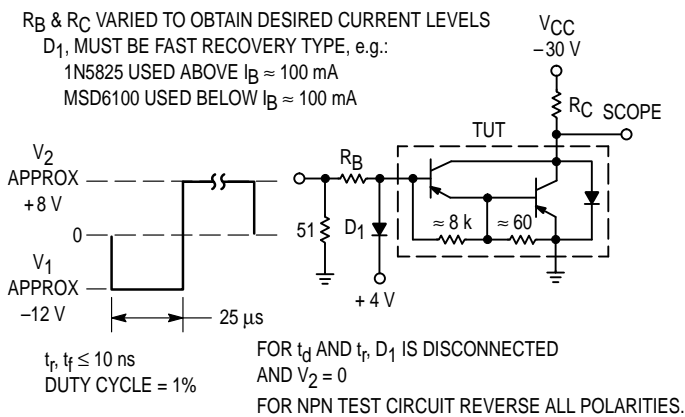 R_B & R_C VARIED TO OBTAIN DESIRED CURRENT LEVELS
D_1, MUST BE FAST RECOVERY TYPE, e.g.:
1N5825 USED ABOVE I_B ≈ 100 mA
MSD6100 USED BELOW I_B ≈ 100 mA
V_CC
−30 V
R_C
SCOPE
TUT
V_2
APPROX
+8 V
0
V_1
APPROX
−12 V
25 μs
R_B
51
D_1
+ 4 V
≈ 8 k
≈ 60
t_r, t_f ≤ 10 ns
DUTY CYCLE = 1%
FOR t_d AND t_r, D_1 IS DISCONNECTED
AND V_2 = 0
FOR NPN TEST CIRCUIT REVERSE ALL POLARITIES.